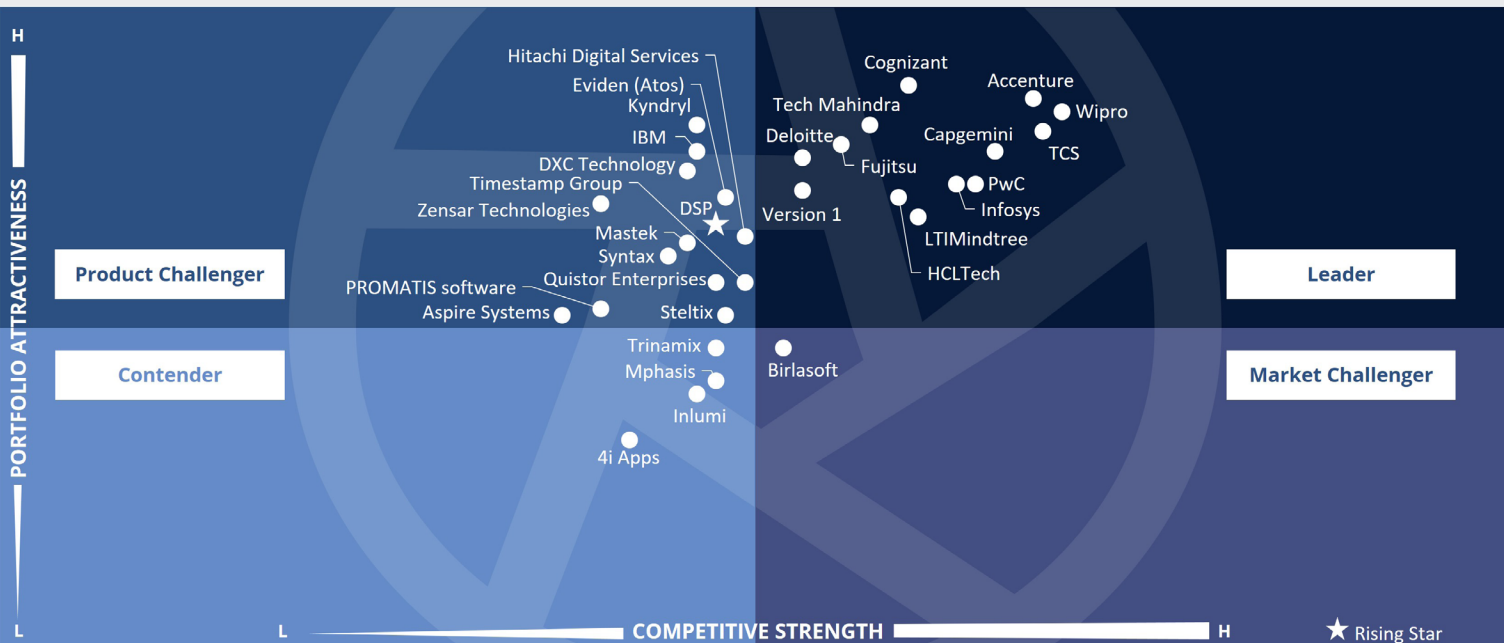 H
Hitachi Digital Services
Cognizant
Eviden (Atos)
Accenture
Kyndryl
Tech Mahindra
Wipro
IBM
Deloitte
Capgemini
TCS
DXC Technology
Fujitsu
Timestamp Group
PwC
Zensar Technologies
DSP
Version 1
Infosys
Mastek
LTIMindtree
Syntax
Product Challenger
Quistor Enterprises
HCLTech
Leader
PROMATIS software
Aspire Systems
Steltix
Trinamix
Contender
Mphasis
Birlasoft
Market Challenger
Inlumi
4i Apps
PORTFOLIO ATTRACTIVENESS
L
L
COMPETITIVE STRENGTH
H
Rising Star